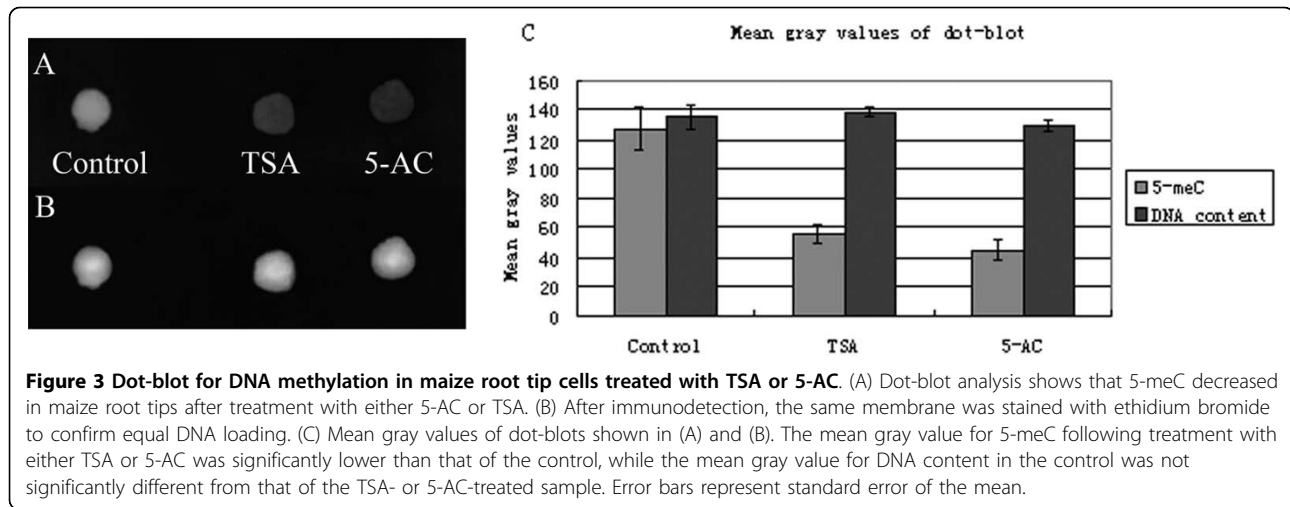 A
Control TSA 5-AC
B
C Mean gray values of dot-blot
Mean gray values
160
140
120
100
80
60
40
20
0
Control TSA 5-AC
5-meC
DNA content
Figure 3 Dot-blot for DNA methylation in maize root tip cells treated with TSA or 5-AC. (A) Dot-blot analysis shows that 5-meC decreased
in maize root tips after treatment with either 5-AC or TSA. (B) After immunodetection, the same membrane was stained with ethidium bromide
to confirm equal DNA loading. (C) Mean gray values of dot-blots shown in (A) and (B). The mean gray value for 5-meC following treatment with
either TSA or 5-AC was significantly lower than that of the control, while the mean gray value for DNA content in the control was not
significantly different from that of the TSA- or 5-AC-treated sample. Error bars represent standard error of the mean.